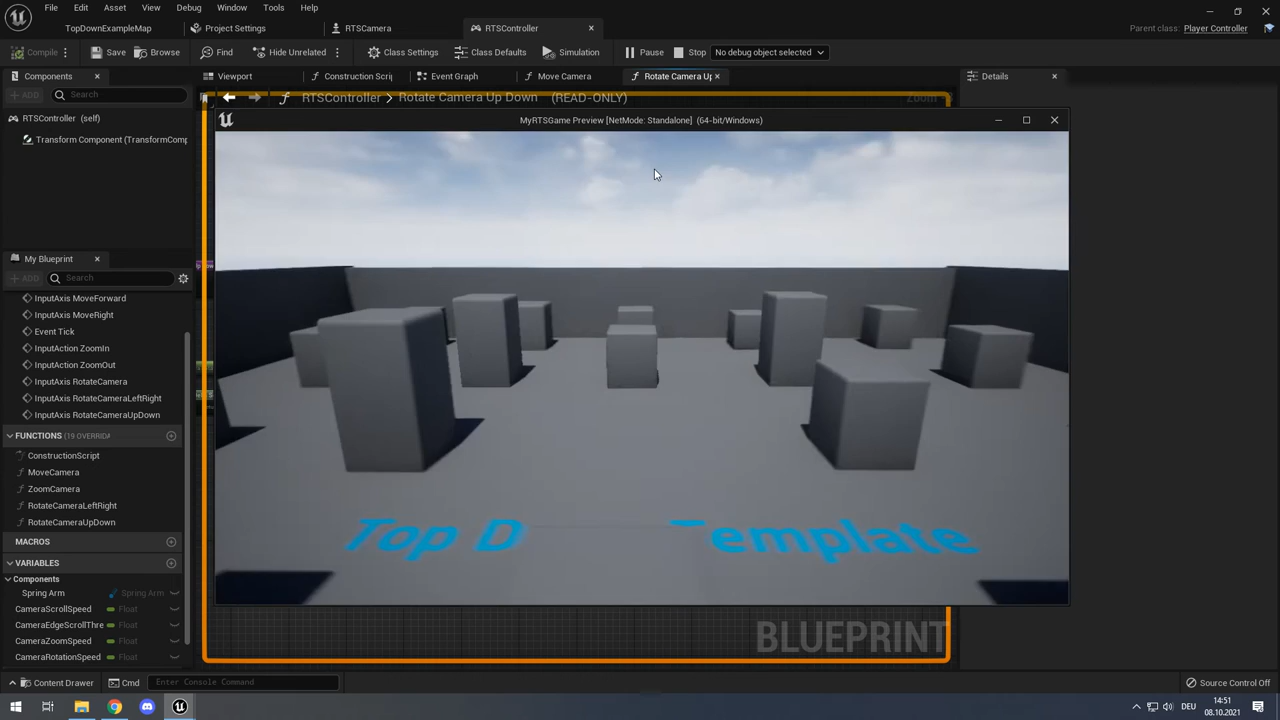 File Edit Asset View Debug Window Tools Help
TopDownExampleMap Project Settings RTSCamera RTSController Parent class: Player Controller
Compile Save Browse Find Hide Unrelated Class Settings Class Defaults Simulation Pause Stop No debug object selected
Components Viewport Construction Scrip Event Graph Move Camera Rotate Camera Up Details
ADD Search RTSController Rotate Camera Up Down (READ-ONLY) Zoom
RTSController (self) MyRTSGame Preview [NetMode: Standalone] (64-bit/Windows)
Transform Component (TransformComp
My Blueprint
ADD Search
InputAxis MoveForward
InputAxis MoveRight
Event Tick
InputAction ZoomIn
InputAction ZoomOut
InputAxis RotateCamera
InputAxis RotateCameraLeftRight
InputAxis RotateCameraUpDown
FUNCTIONS (19 OVERRIDA
ConstructionScript
MoveCamera
ZoomCamera
RotateCameraLeftRight
RotateCameraUpDown
Top D Template
MACROS
VARIABLES
Components
Spring Arm Spring Arm
CameraScrollSpeed Float
CameraEdgeScrollThre Float
CameraZoomSpeed Float
CameraRotationSpeed Float
BLUEPRINT
Content Drawer Cmd Enter Console Command Source Control Off
DEU 14:51
08.10.2021